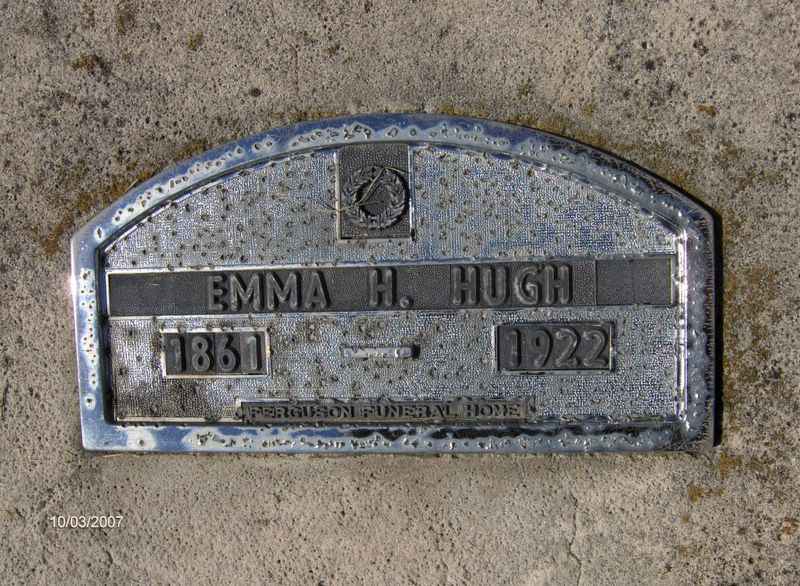 EMMA H. HUGH
1861 1922
FERGUSON FUNERAL HOME
10/03/2007